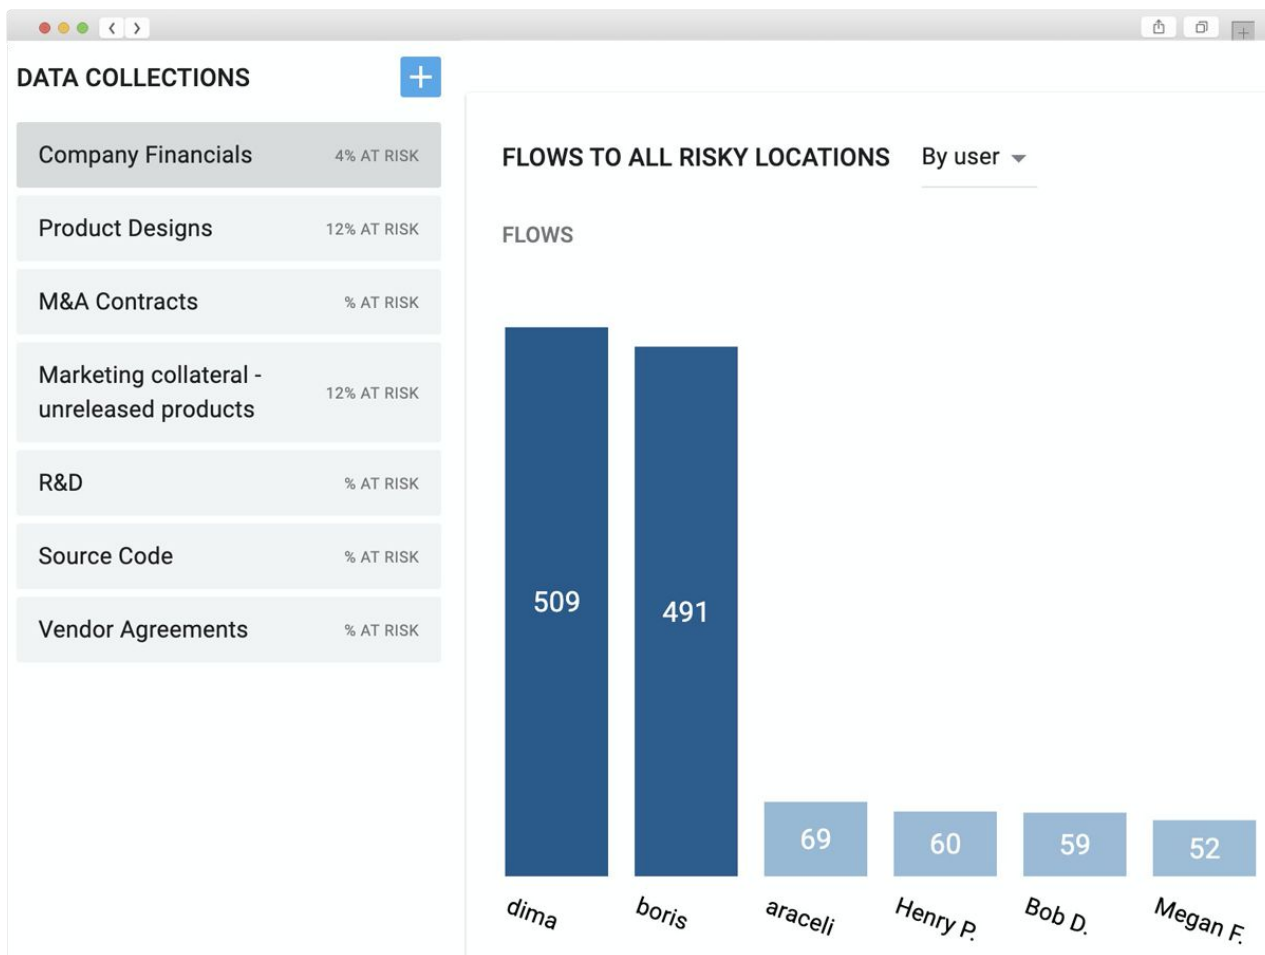 DATA COLLECTIONS
Company Financials 4% AT RISK
Product Designs 12% AT RISK
M&A Contracts % AT RISK
Marketing collateral -
unreleased products 12% AT RISK
R&D % AT RISK
Source Code % AT RISK
Vendor Agreements % AT RISK
FLOWS TO ALL RISKY LOCATIONS By user
FLOWS
509 491 69 60 59 52
dima boris araceli Henry P. Bob D. Megan F.